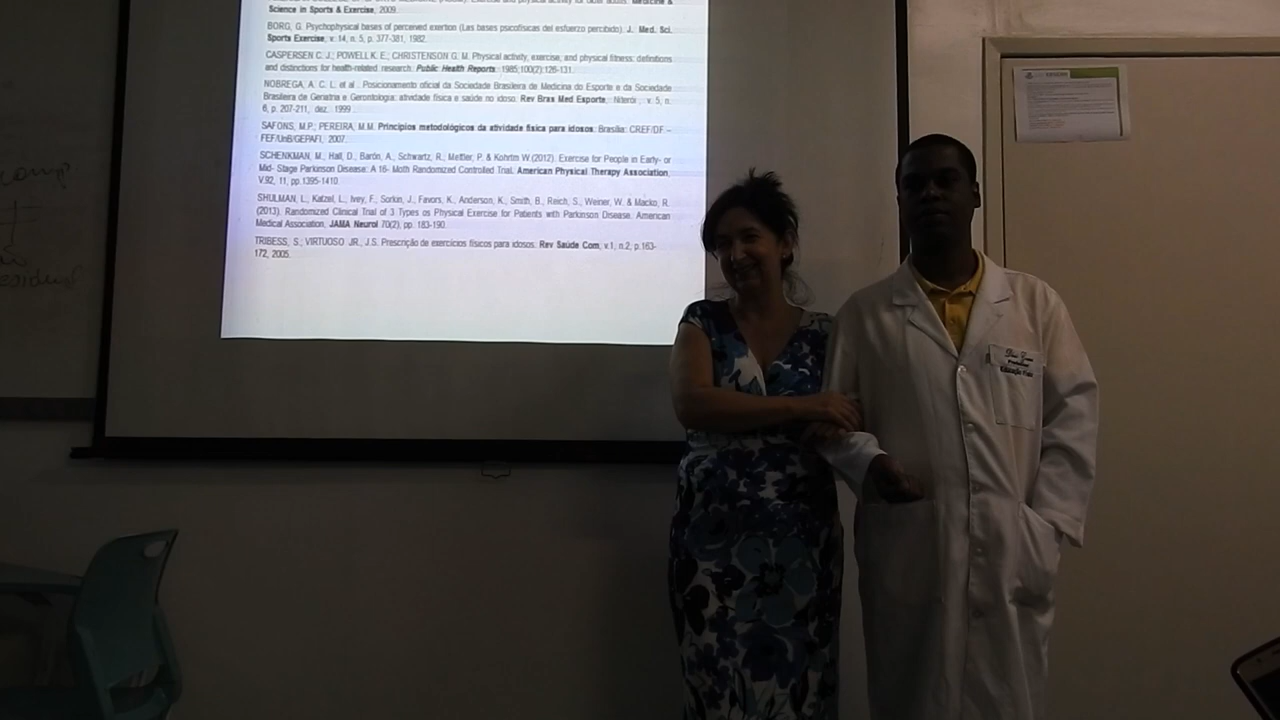 Science in Sports & Exercise, 2009.
BORG, G. Psychophysical bases of perceived exertion (Las bases psicofísicas del esfuerzo percibido). J. Med. Sci.
Sports Exercise, v. 14, n. 5, p. 377-381, 1982.
CASPERSEN C. J.; POWELL K. E.; CHRISTENSON G. M. Physical activity, exercise, and physical fitness: definitions
and distinctions for health-related research. Public Health Reports. 1985;100(2):126-131.
NOBREGA, A. C. L. et al . Posicionamento oficial da Sociedade Brasileira de Medicina do Esporte e da Sociedade
Brasileira de Geriatria e Gerontologia: atividade física e saúde no idoso. Rev Bras Med Esporte, Niterói , v. 5, n.
6, p. 207-211, dez. 1999 .
SAFONS, M.P.; PEREIRA, M.M. Princípios metodológicos da atividade física para idosos. Brasília: CREF/DF –
FEF/UnB/GEPAFI, 2007.
SCHENKMAN, M., Hall, D., Barón, A., Schwartz, R., Mettler, P. & Kohrtm W.(2012). Exercise for People in Early- or
Mid- Stage Parkinson Disease: A 16- Moth Randomized Controlled Trial. American Physical Therapy Association,
V.92, 11, pp.1395-1410.
SHULMAN, L., Katzel, L., Ivey, F., Sorkin, J., Favors, K., Anderson, K., Smith, B., Reich, S., Weiner, W. & Macko, R.
(2013). Randomized Clinical Trial of 3 Types os Physical Exercise for Patients with Parkinson Disease. American
Medical Association, JAMA Neurol 70(2), pp. 183-190.
TRIBESS, S.; VIRTUOSO JR., J.S. Prescrição de exercícios físicos para idosos. Rev Saúde Com, v.1, n.2, p.163-
172, 2005.
Educação Física